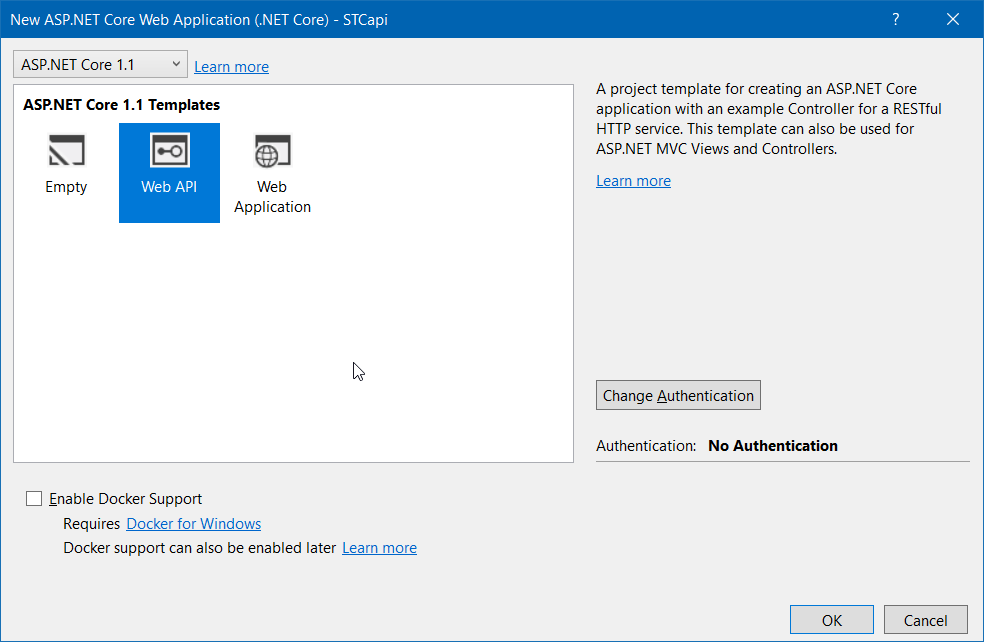 New ASP.NET Core Web Application (.NET Core) - STCapi
?
ASP.NET Core 1.1
Learn more
ASP.NET Core 1.1 Templates
Empty
Web API
Web
Application
A project template for creating an ASP.NET Core
application with an example Controller for a RESTful
HTTP service. This template can also be used for
ASP.NET MVC Views and Controllers.
Learn more
Change Authentication
Authentication: No Authentication
Enable Docker Support
Requires Docker for Windows
Docker support can also be enabled later Learn more
OK
Cancel